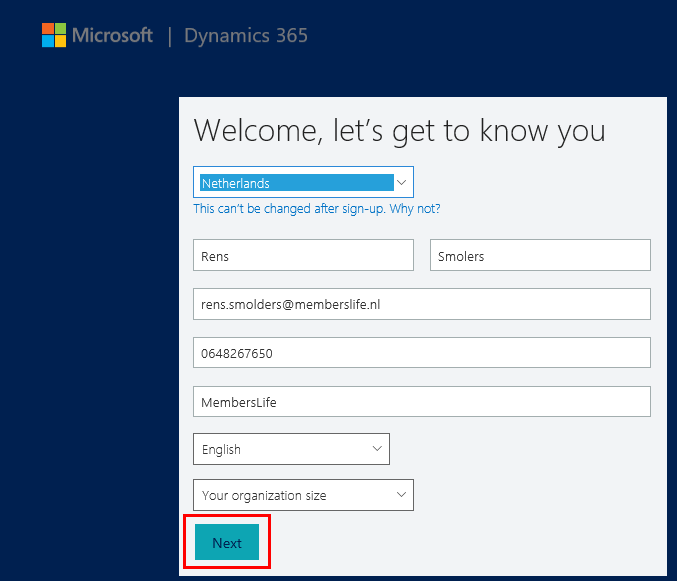 Microsoft | Dynamics 365
Welcome, let's get to know you
Netherlands
This can't be changed after sign-up. Why not?
Rens Smolers
rens.smolders@memberslife.nl
0648267650
MembersLife
English
Your organization size
Next